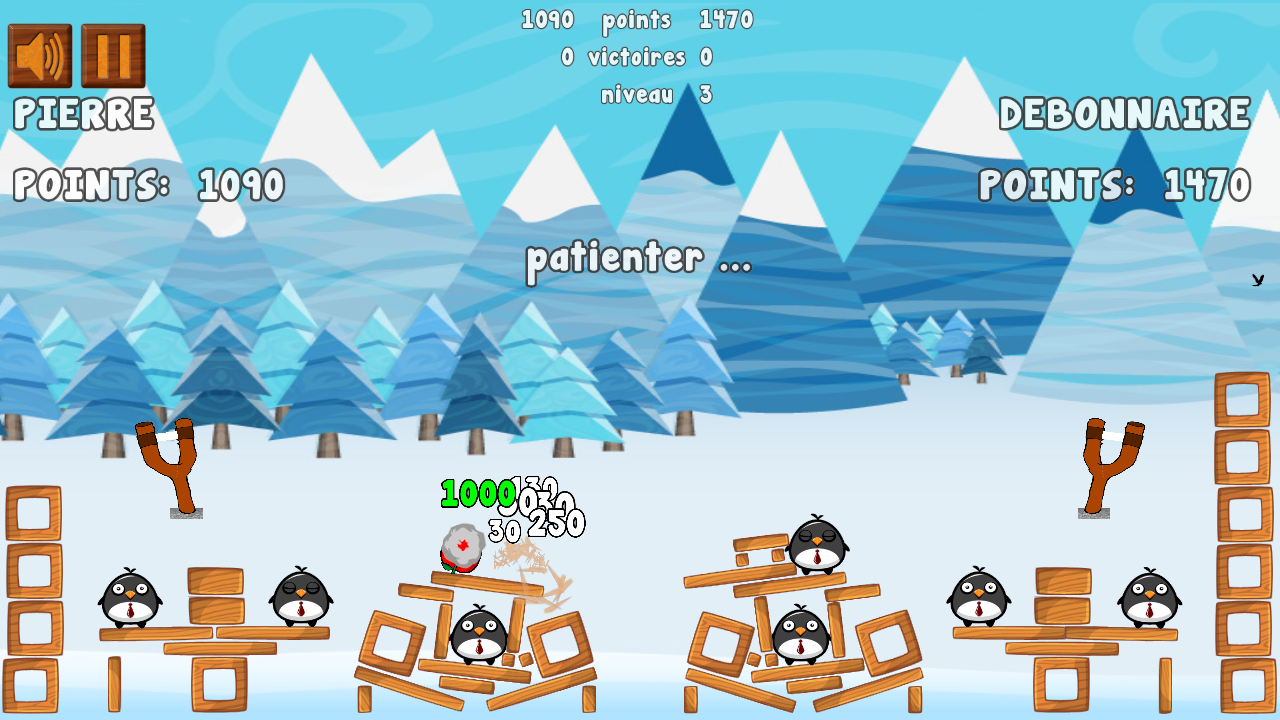 1090 points 1470
0 victoires 0
niveau 3
PIERRE
DEBONNAIRE
POINTS: 1090
POINTS: 1470
patienter ...
1000
30
250